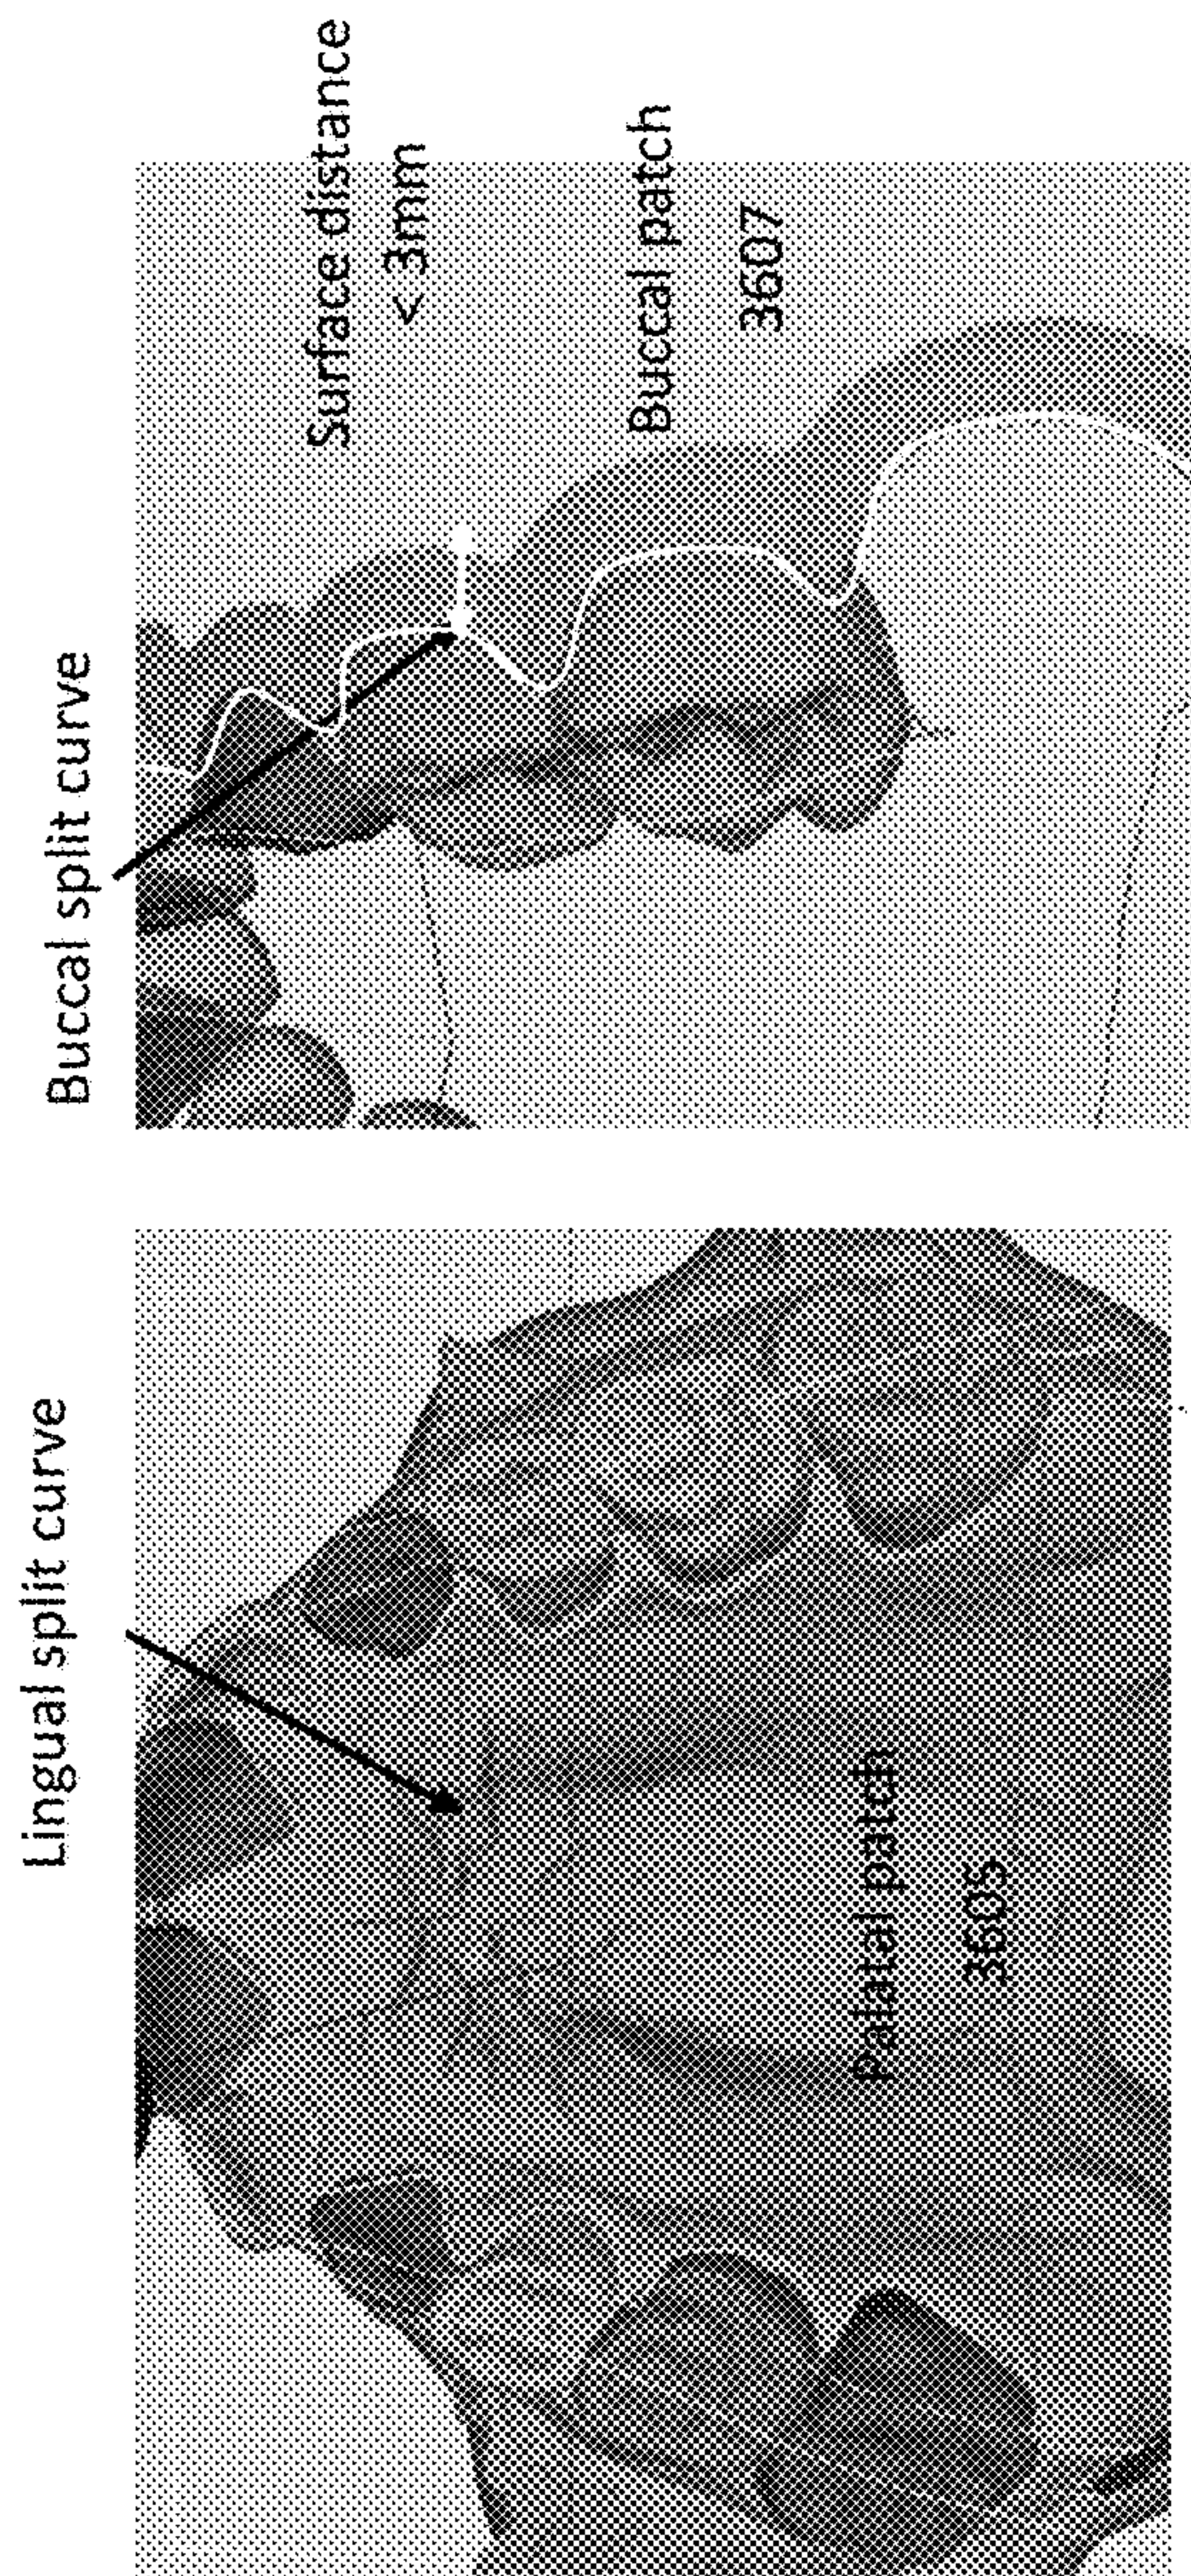 Lingual split curve
Palatal patch
3605
Buccal split curve
Surface distance
< 3mm
Buccal patch
3607